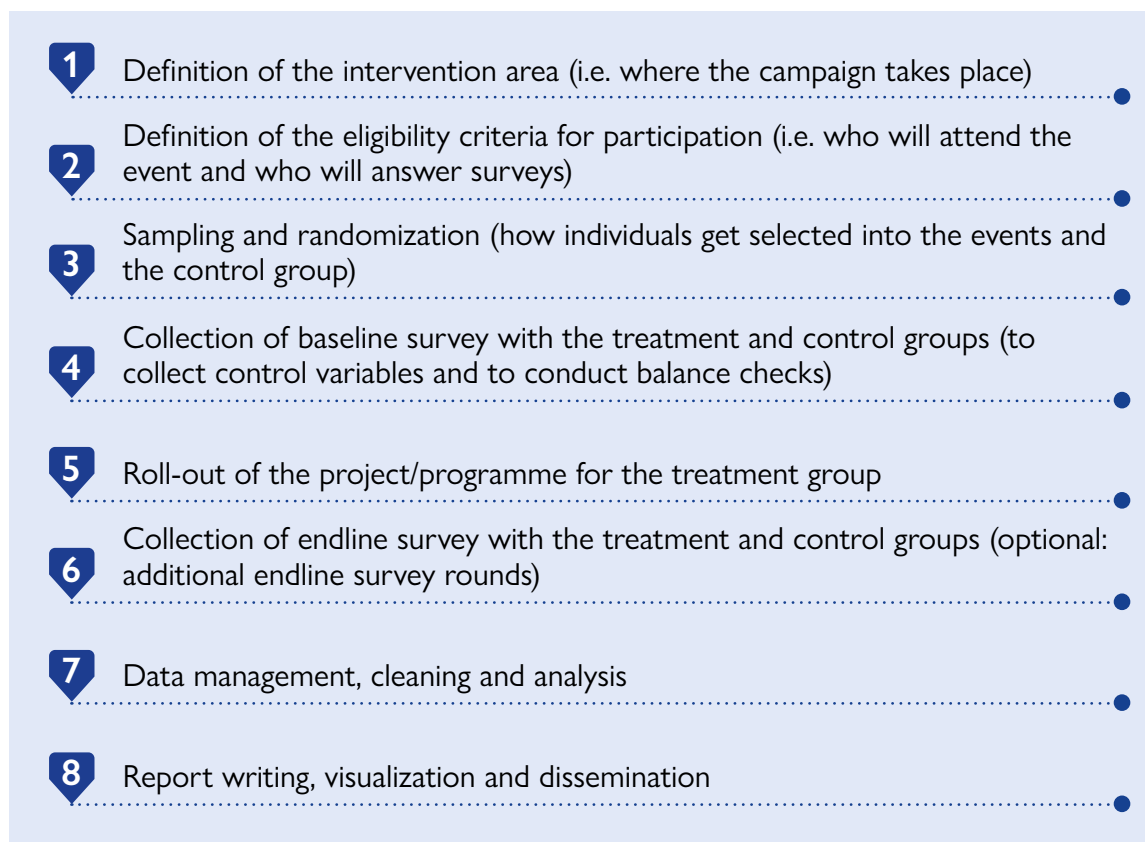 1 Definition of the intervention area (i.e. where the campaign takes place)
Definition of the eligibility criteria for participation (i.e. who will attend the
2 event and who will answer surveys)
Sampling and randomization (how individuals get selected into the events and
3 the control group)
Collection of baseline survey with the treatment and control groups (to
4 collect control variables and to conduct balance checks)
5 Roll-out of the project/programme for the treatment group
Collection of endline survey with the treatment and control groups (optional:
6 additional endline survey rounds)
7 Data management, cleaning and analysis
8 Report writing, visualization and dissemination